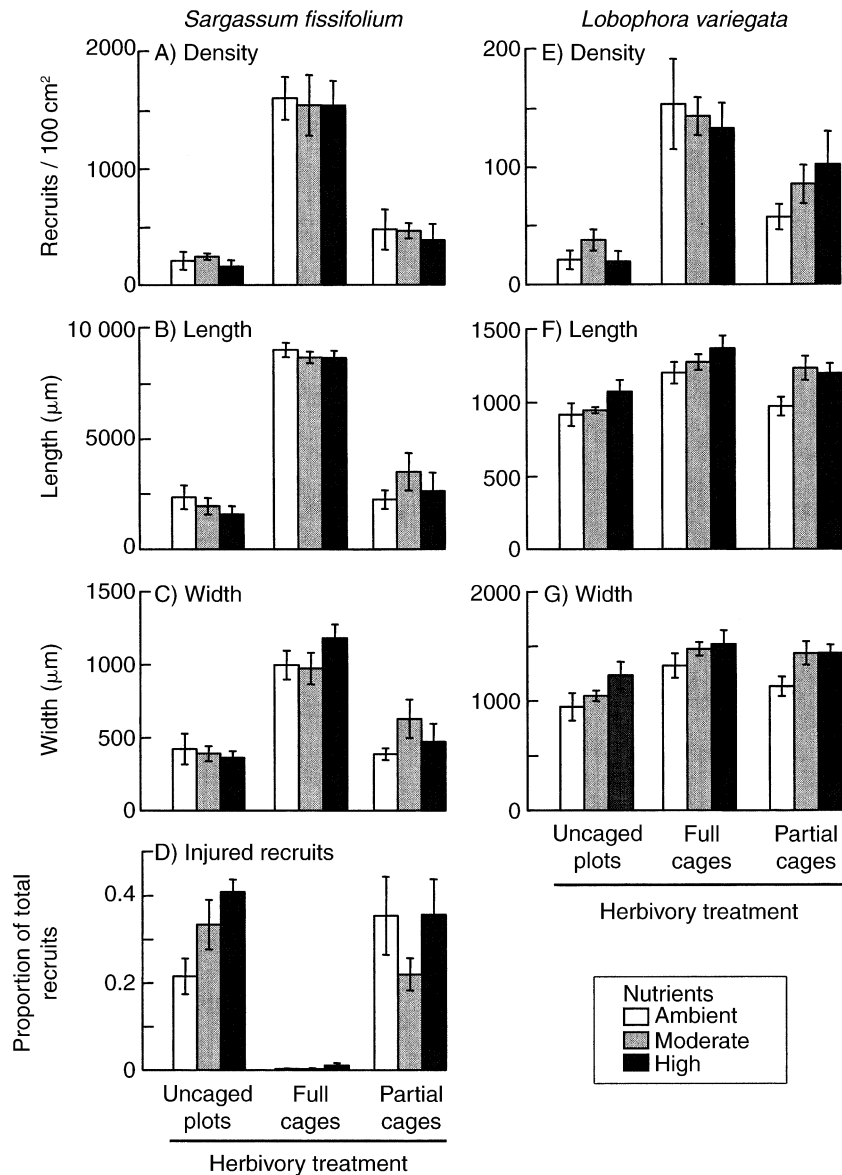 Sargassum fissifolium
A) Density
2000
1000
0
Recruits / 100 cm²
B) Length
10 000
5000
0
Length (μm)
C) Width
1500
1000
500
0
Width (μm)
D) Injured recruits
0.4
0.2
0
Proportion of total
recruits
Uncaged
plots
Full
cages
Partial
cages
Herbivory treatment
Lobophora variegata
E) Density
200
100
0
F) Length
1500
1000
500
0
G) Width
2000
1000
0
Uncaged
plots
Full
cages
Partial
cages
Herbivory treatment
Nutrients
Ambient
Moderate
High